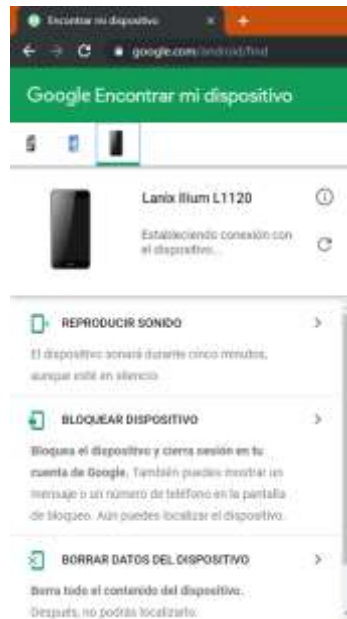 Encontrar mi dispositivo
google.com/android/find
Google Encontrar mi dispositivo
Lanix Ilium L1120
Estableciendo conexión con
el dispositivo...
REPRODUCIR SONIDO
El dispositivo sonará durante cinco minutos,
aunque esté en silencio.
BLOQUEAR DISPOSITIVO
Bloquea el dispositivo y cierra sesión en tu
cuenta de Google. También puedes mostrar un
mensaje o un número de teléfono en la pantalla
de bloqueo. Aún puedes localizar el dispositivo.
BORRAR DATOS DEL DISPOSITIVO
Borra todo el contenido del dispositivo.
Después, no podrás localizarlo.